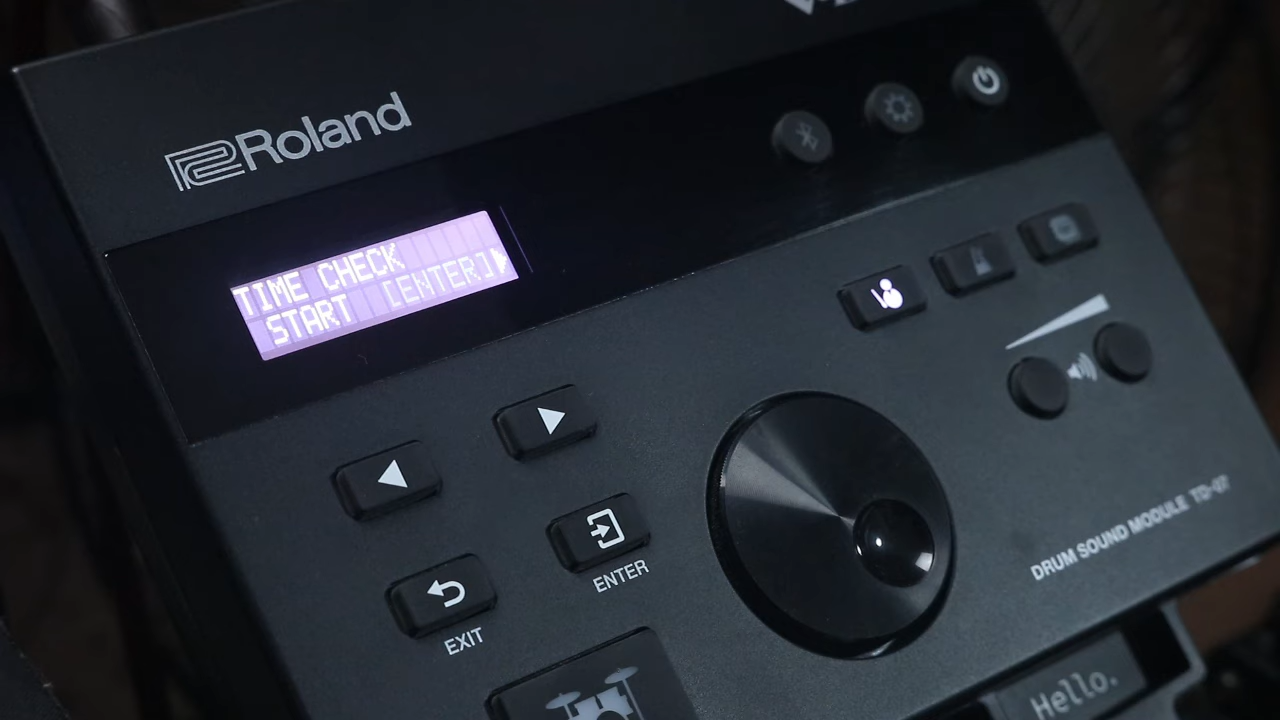 Roland
TIME CHECK
START [ENTER]
ENTER
EXIT
DRUM SOUND MODULE TD-07
Hello.